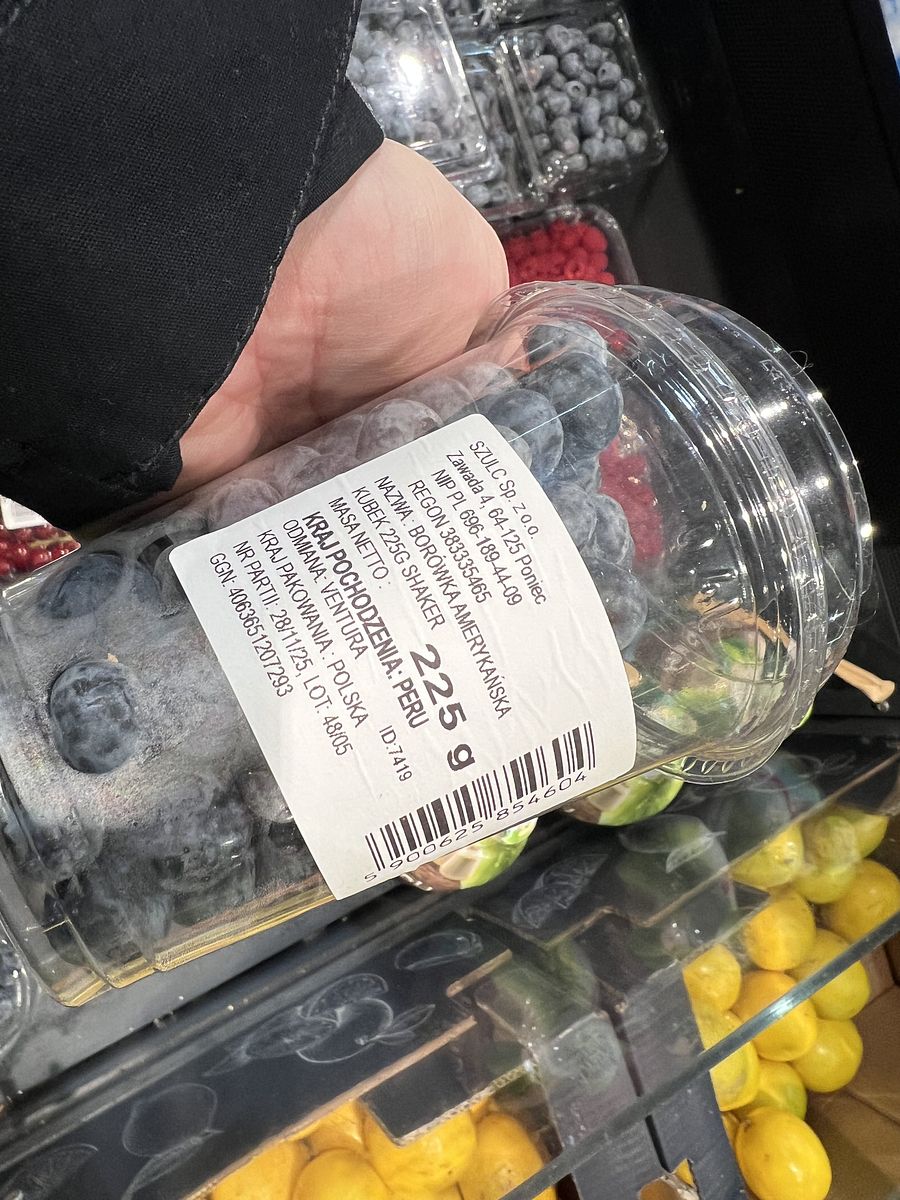 SZULC Sp. z o.o.
Zawada 4, 64-125 Poniec
NIP PL 696-189-44-09
REGON 383335465
NAZWA : BORÓWKA AMERYKAŃSKA
KUBEK 225G SHAKER
MASA NETTO : 225 g
KRAJ POCHODZENIA: PERU
ODMIANA: VENTURA ID:7419
KRAJ PAKOWANIA : POLSKA
NR PARTII: 28/11/25, LOT: 48/05
GGN: 4063651207293
5 900625 854604